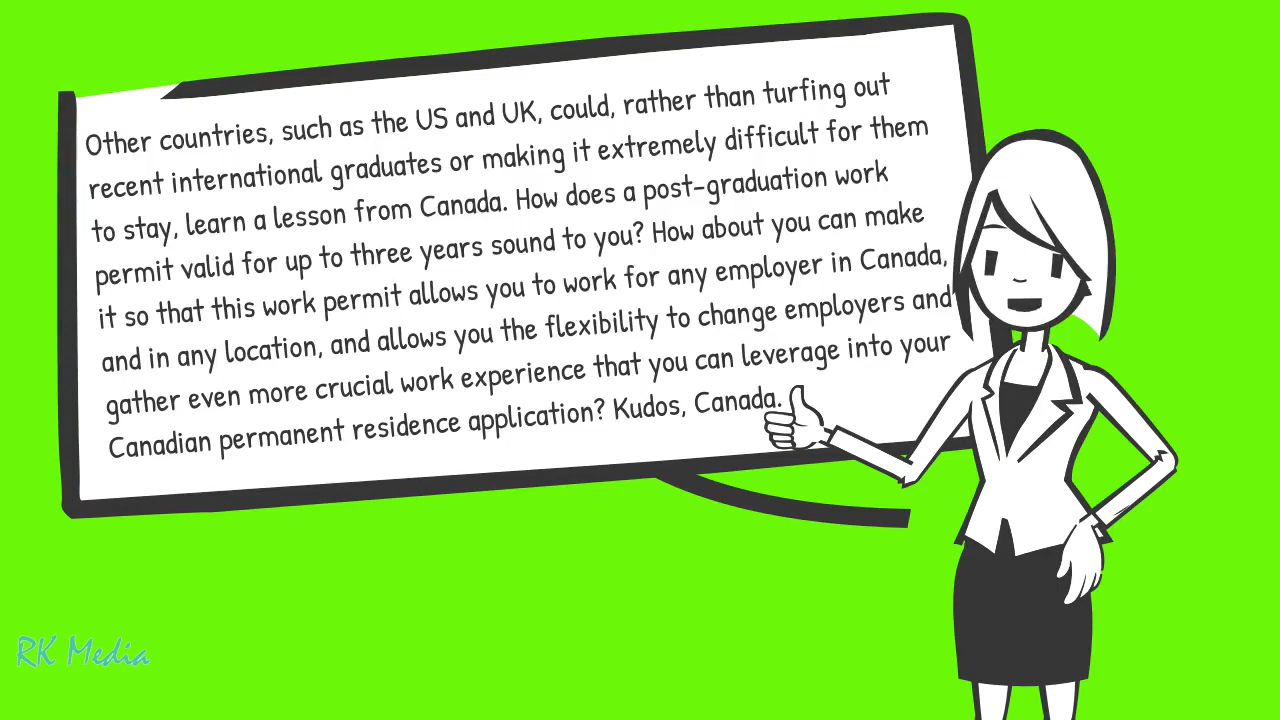 Other countries, such as the US and UK, could, rather than turfing out
recent international graduates or making it extremely difficult for them
to stay, learn a lesson from Canada. How does a post-graduation work
permit valid for up to three years sound to you? How about you can make
it so that this work permit allows you to work for any employer in Canada,
and in any location, and allows you the flexibility to change employers and
gather even more crucial work experience that you can leverage into your
Canadian permanent residence application? Kudos, Canada.
RK Media